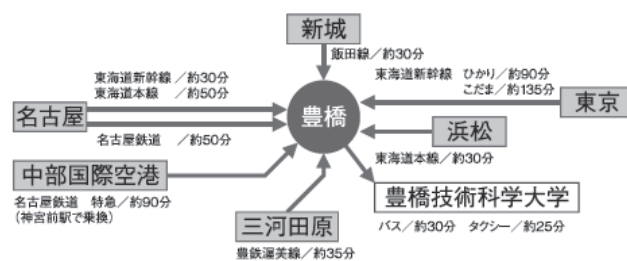 新城
飯田線／約30分
東海道新幹線／約30分
東海道本線　／約50分
東海道新幹線　ひかり／約90分
こだま／約135分
名古屋
豊橋
東京
浜松
名古屋鉄道　／約50分
東海道本線／約30分
中部国際空港
名古屋鉄道　特急／約90分
（神宮前駅で乗換）
豊橋技術科学大学
バス／約30分　タクシー／約25分
三河田原
豊鉄渥美線／約35分